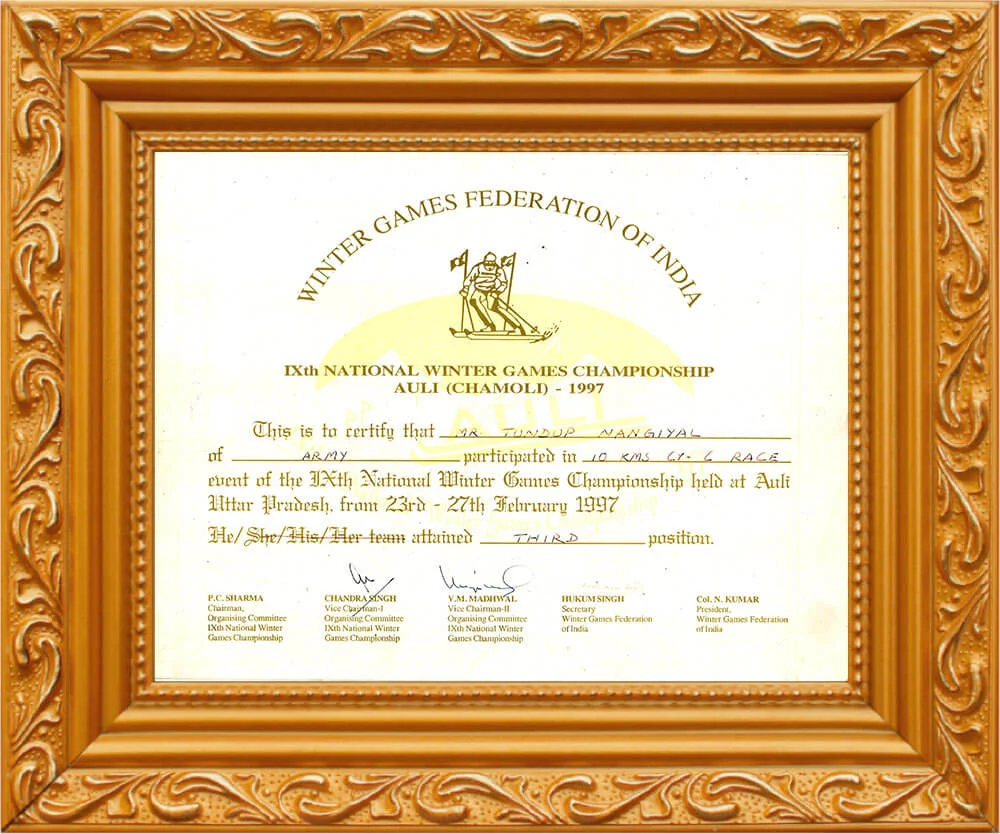 WINTER GAMES FEDERATION OF INDIA
IXth NATIONAL WINTER GAMES CHAMPIONSHIP
AULI (CHAMOLI) - 1997
AULI
This is to certify that MR. TUNDUP NANGIYAL
of ARMY participated in 10 KMS RACE
event of the IXth National Winter Games Championship held at Auli
Uttar Pradesh, from 23rd - 27th February 1997
He/She/His/Her team attained THIRD position.
P.C. SHARMA
Chairman,
Organising Committee
IXth National Winter
Games Championship
CHANDRA SINGH
Vice Chairman-I
Organising Committee
IXth National Winter
Games Championship
V.M. MADHWAL
Vice Chairman-II
Organising Committee
IXth National Winter
Games Championship
HUKUM SINGH
Secretary
Winter Games Federation
of India
Col. N. KUMAR
President,
Winter Games Federation
of India